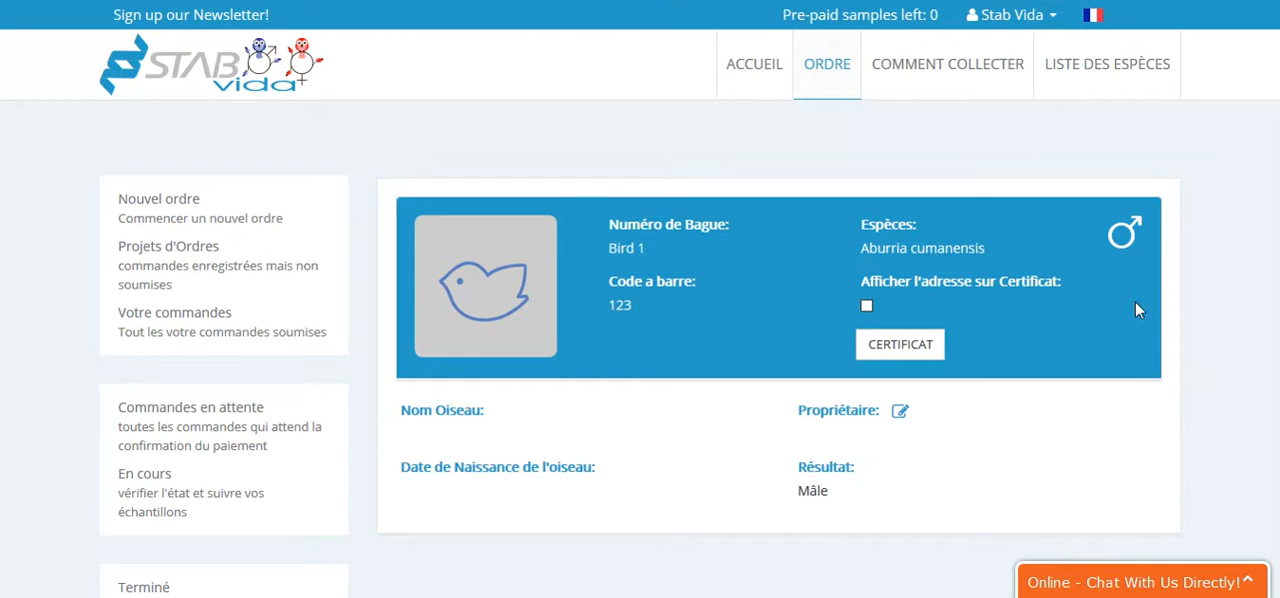 Sign up our Newsletter!
Pre-paid samples left: 0
Stab Vida
STAB
vida
ACCUEIL
ORDRE
COMMENT COLLECTER
LISTE DES ESPÈCES
Nouvel ordre
Commencer un nouvel ordre
Projets d'Ordres
commandes enregistrées mais non
soumises
Votre commandes
Tout les votre commandes soumises
Commandes en attente
toutes les commandes qui attend la
confirmation du paiement
En cours
vérifier l'état et suivre vos
échantillons
Terminé
Numéro de Bague:
Bird 1
Code a barre:
123
Espèces:
Aburria cumanensis
Afficher l'adresse sur Certificat:
CERTIFICAT
Nom Oiseau:
Propriétaire:
Date de Naissance de l'oiseau:
Résultat:
Mâle
Online - Chat With Us Directly!